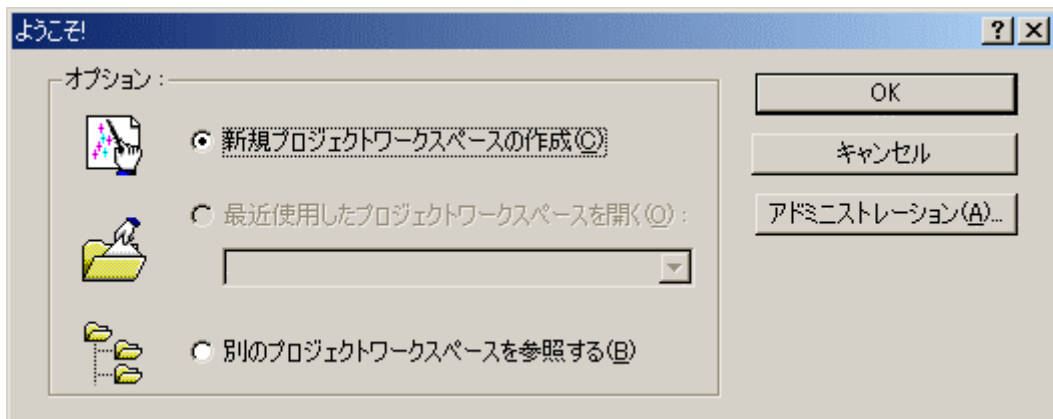 ようこそ!
オプション :
新規プロジェクトワークスペースの作成(C)
最近使用したプロジェクトワークスペースを開く(O) :
別のプロジェクトワークスペースを参照する(B)
OK
キャンセル
アドミニストレーション(A)...